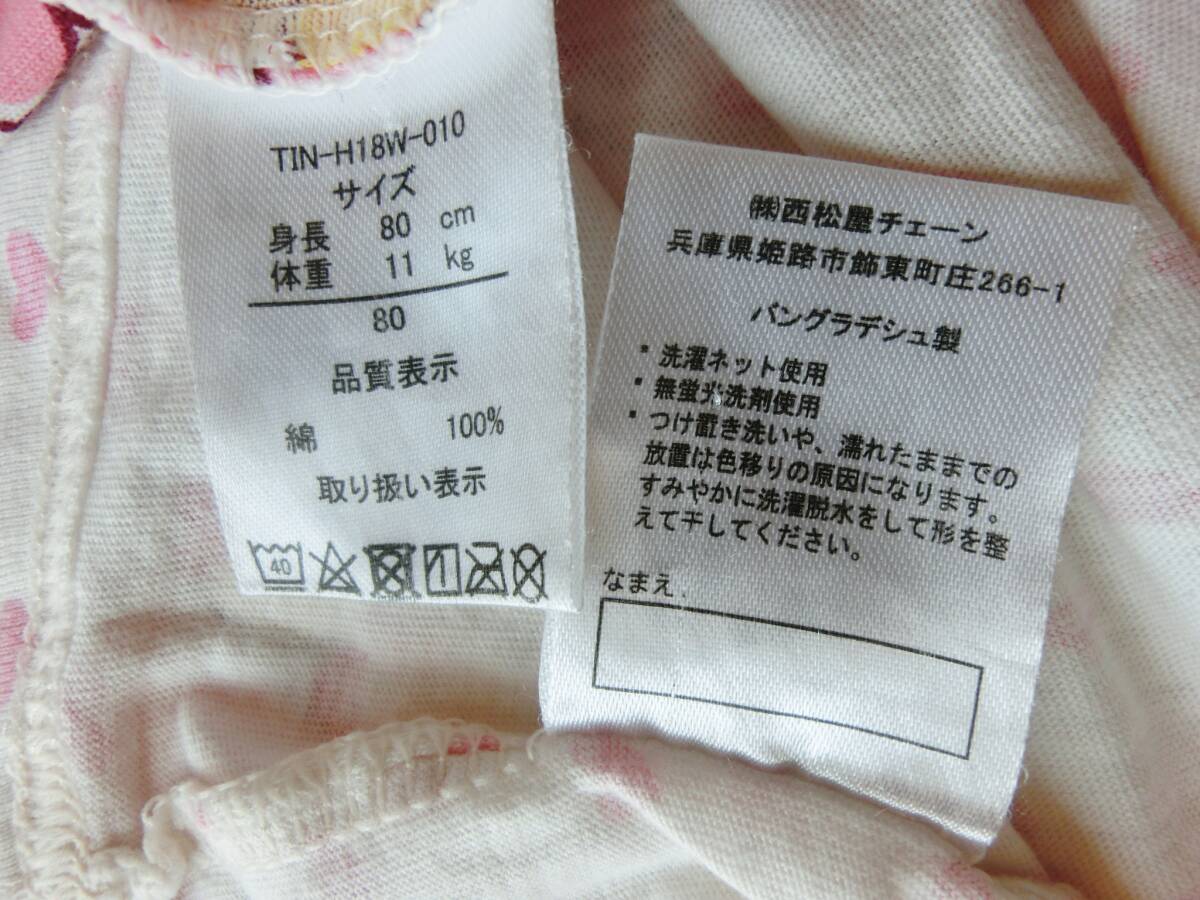 TIN-H18W-010
サイズ
身長 80 cm
体重 11 kg
80
品質表示
綿 100%
取り扱い表示
40
㈱西松屋チェーン
兵庫県姫路市飾東町庄266-1
バングラデシュ製
・洗濯ネット使用
・無蛍光洗剤使用
・つけ置き洗いや、濡れたままでの
放置は色移りの原因になります。
すみやかに洗濯脱水をして形を整
えて干してください。
なまえ.